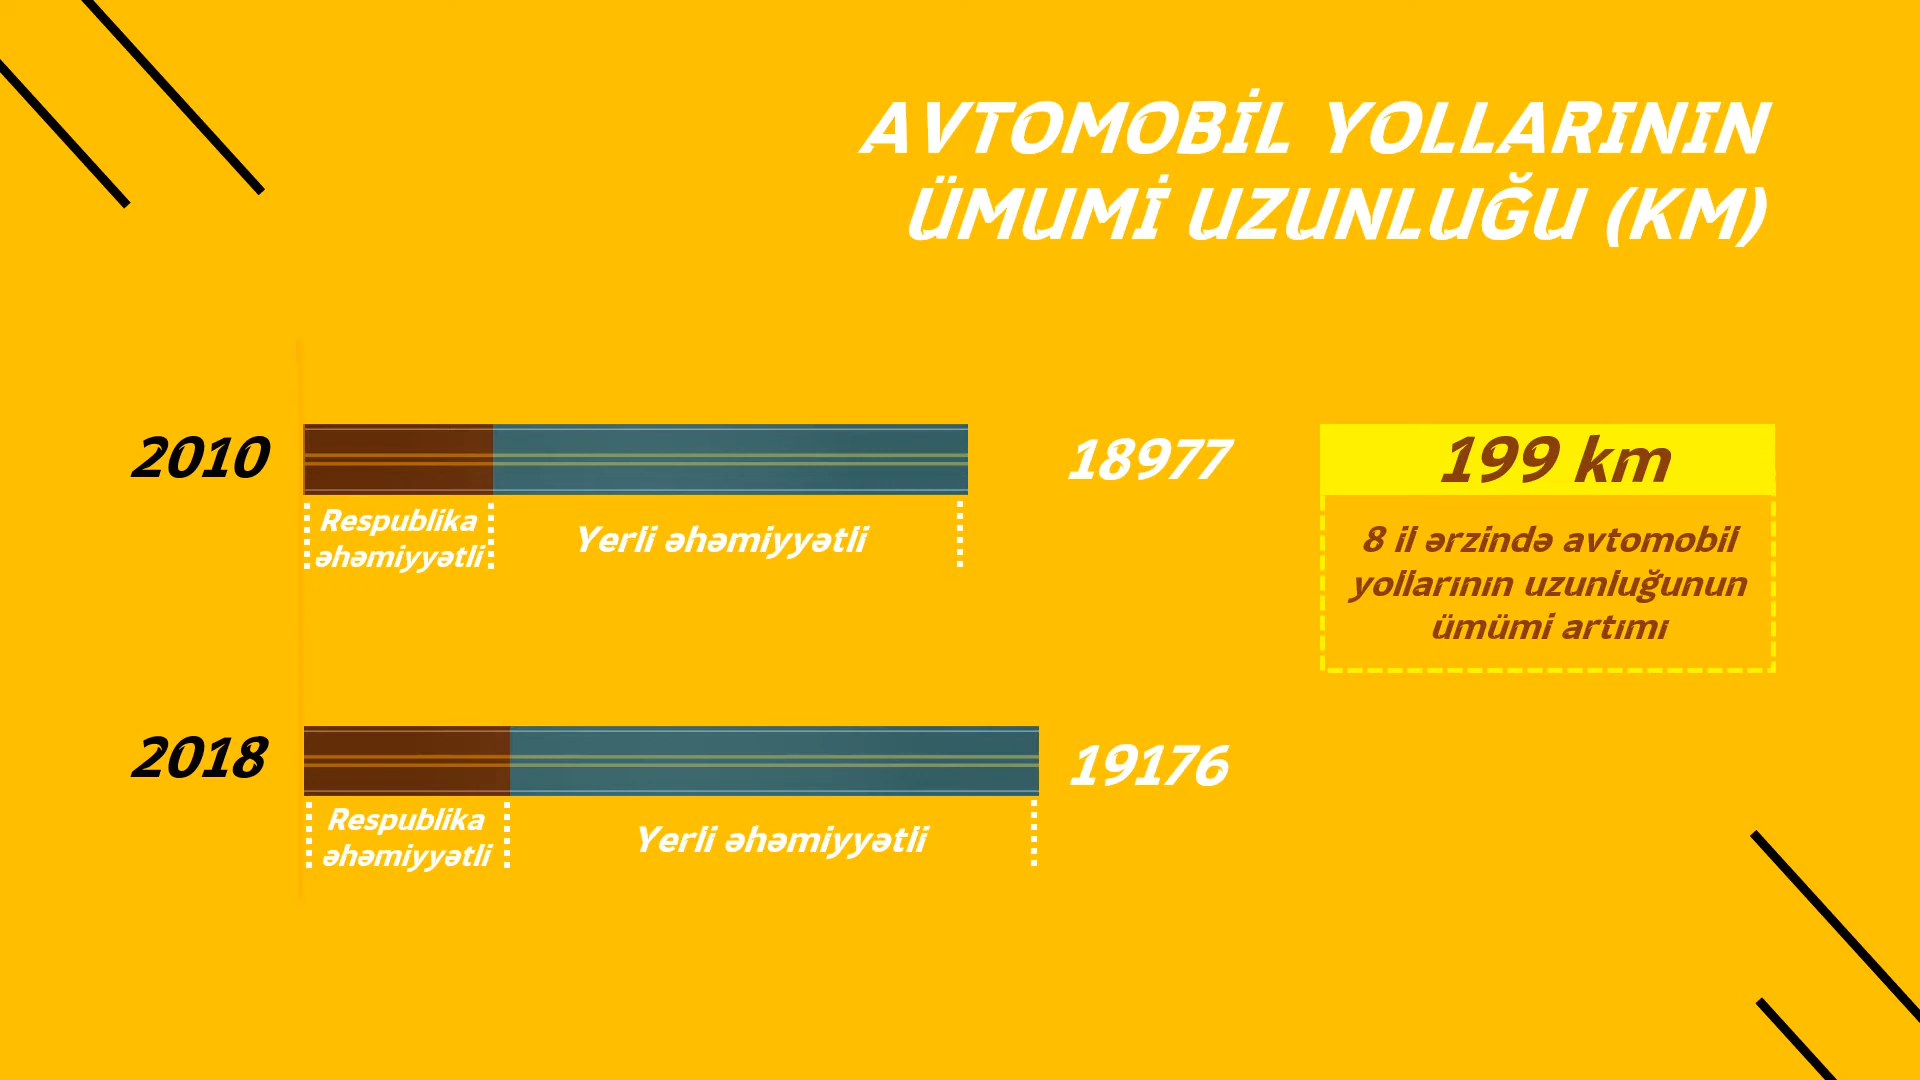 AVTOMOBİL YOLLARININ
ÜMUMİ UZUNLUĞU (KM)
2010
18977
Respublika
əhəmiyyətli
Yerli əhəmiyyətli
199 km
8 il ərzində avtomobil
yollarının uzunluğunun
ümümi artımı
2018
19176
Respublika
əhəmiyyətli
Yerli əhəmiyyətli